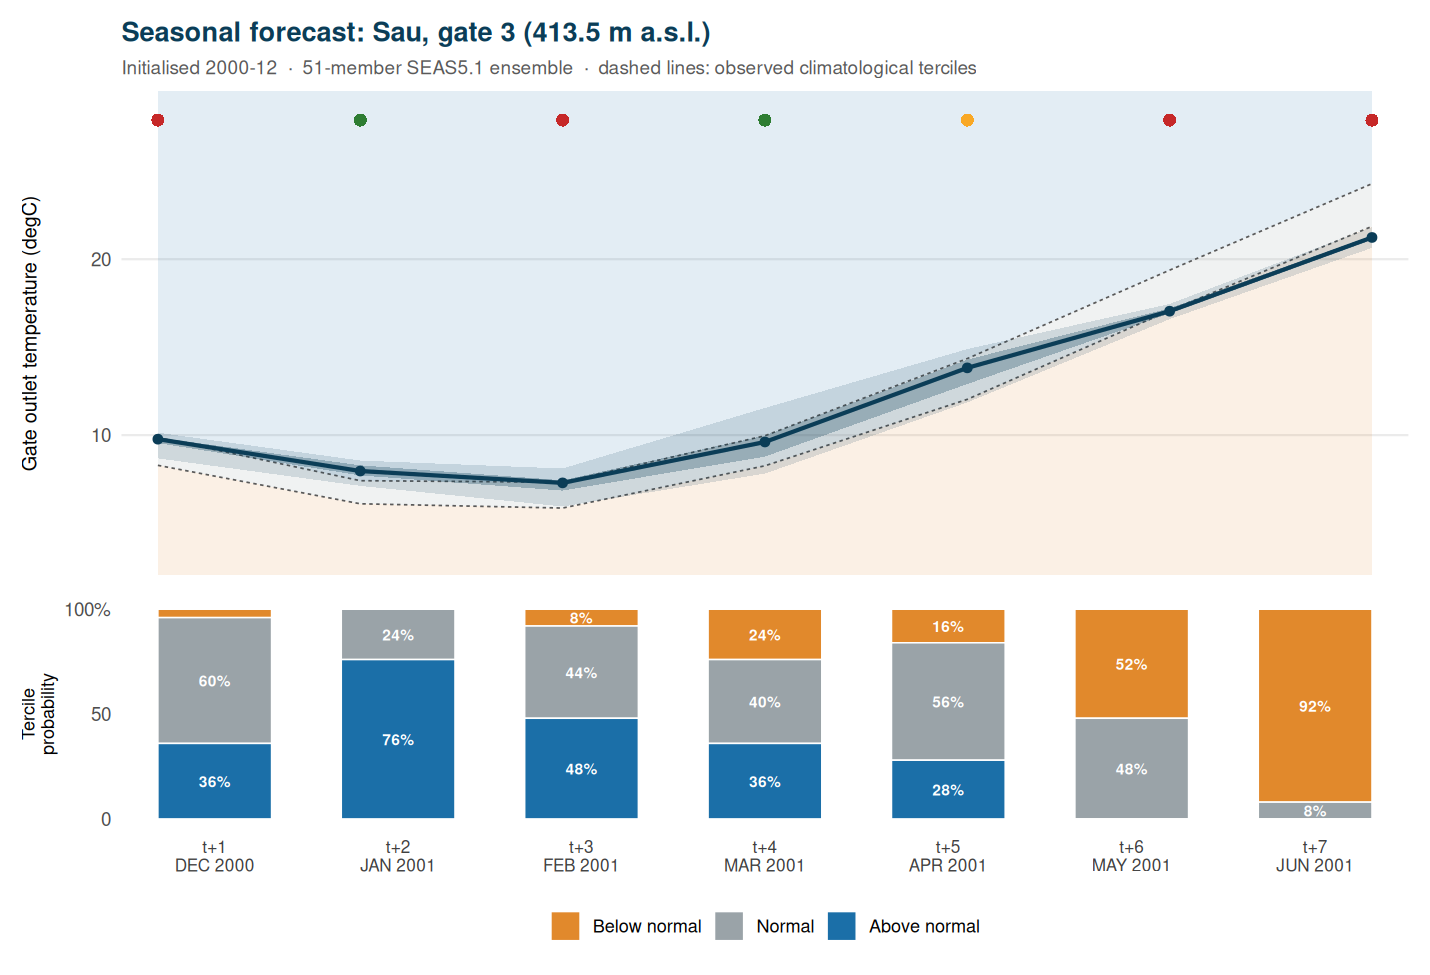 Seasonal forecast: Sau, gate 3 (413.5 m a.s.l.)
Initialised 2000-12 · 51-member SEAS5.1 ensemble · dashed lines: observed climatological terciles
Gate outlet temperature (degC)
20
10
Tercile
probability
100%
50
0
60%
36%
24%
76%
8%
44%
48%
24%
40%
36%
16%
56%
28%
52%
48%
92%
8%
t+1
DEC 2000
t+2
JAN 2001
t+3
FEB 2001
t+4
MAR 2001
t+5
APR 2001
t+6
MAY 2001
t+7
JUN 2001
Below normal
Normal
Above normal